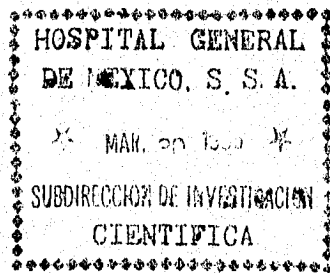 HOSPITAL GENERAL
DE MEXICO, S. S. A.
MAR.
SUBDIRECCION DE INVESTIGACION
CIENTIFICA